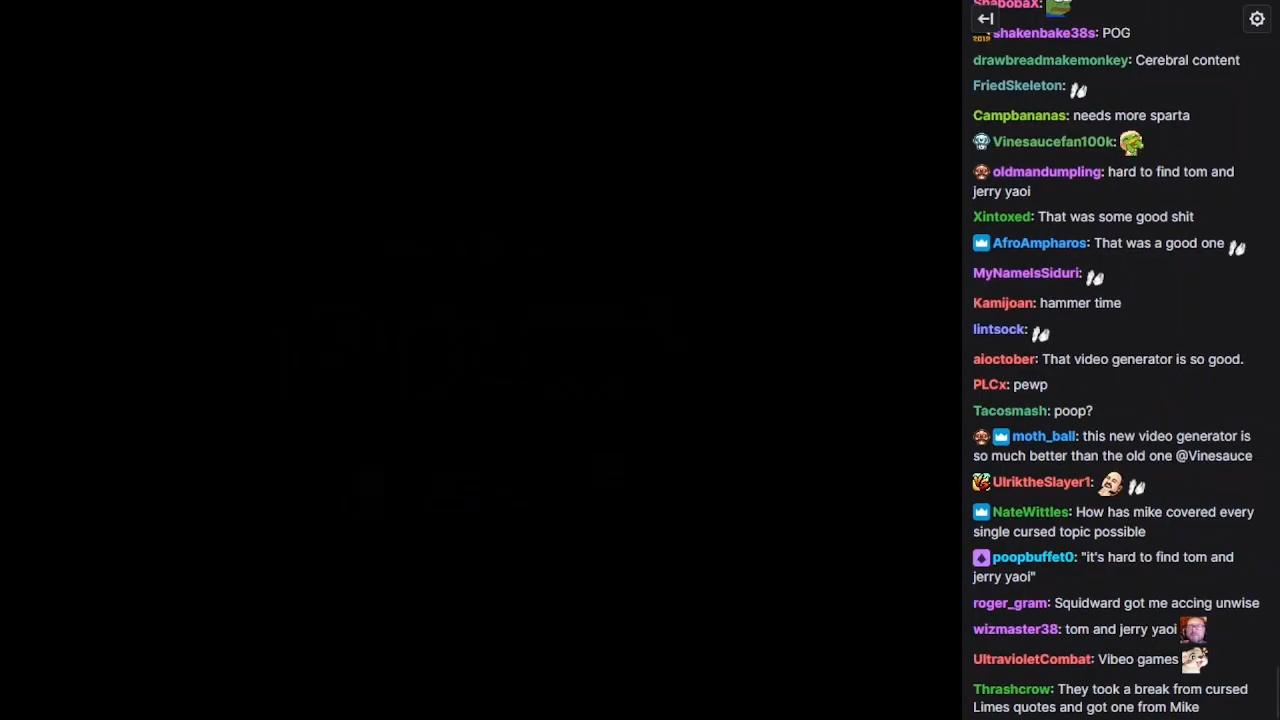 ShabobaX:
2019 shakenbake38s: POG
drawbreadmakemonkey: Cerebral content
FriedSkeleton:
Campbananas: needs more sparta
Vinesaucefan100k:
oldmandumpling: hard to find tom and
jerry yaoi
Xintoxed: That was some good shit
AfroAmpharos: That was a good one
MyNameIsSiduri:
Kamijoan: hammer time
lintsock:
aioctober: That video generator is so good.
PLCx: pewp
Tacosmash: poop?
moth_ball: this new video generator is
so much better than the old one @Vinesauce
UlriktheSlayer1:
NateWittles: How has mike covered every
single cursed topic possible
poopbuffet0: "it's hard to find tom and
jerry yaoi"
roger_gram: Squidward got me accing unwise
wizmaster38: tom and jerry yaoi
UltravioletCombat: Vibeo games
Thrashcrow: They took a break from cursed
Limes quotes and got one from Mike